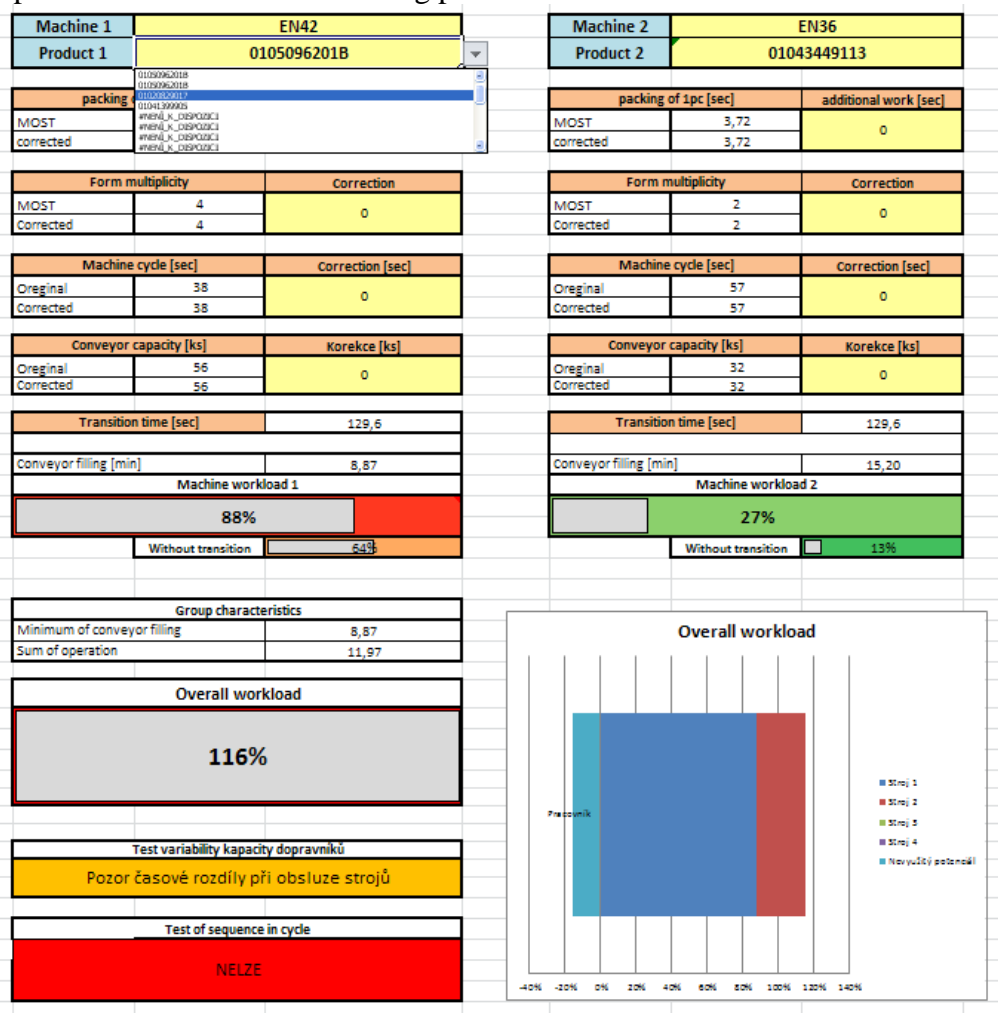 Machine 1 EN42 Machine 2 EN36
Product 1 0105096201B Product 2 01043449113
0105096201B
0105096201B
01020829017
01041399905
#NENÍ_K_DISPOZICI
#NENÍ_K_DISPOZICI
#NENÍ_K_DISPOZICI
#NENÍ_K_DISPOZICI
packing packing of 1pc [sec] additional work [sec]
MOST MOST 3,72 0
corrected corrected 3,72
Form multiplicity Correction Form multiplicity Correction
MOST 4 0 MOST 2 0
Corrected 4 Corrected 2
Machine cycle [sec] Correction [sec] Machine cycle [sec] Correction [sec]
Oreginal 38 0 Oreginal 57 0
Corrected 38 Corrected 57
Conveyor capacity [ks] Korekce [ks] Conveyor capacity [ks] Korekce [ks]
Oreginal 56 0 Oreginal 32 0
Corrected 56 Corrected 32
Transition time [sec] 129,6 Transition time [sec] 129,6
Conveyor filling [min] 8,87 Conveyor filling [min] 15,20
Machine workload 1 Machine workload 2
88% 27%
Without transition 64% Without transition 13%
Group characteristics
Minimum of conveyor filling 8,87
Sum of operation 11,97
Overall workload
116%
Test variability kapacity dopravníků
Pozor časové rozdíly při obsluze strojů
Test of sequence in cycle
NELZE
Overall workload
Pracovník
Stroj 1
Stroj 2
Stroj 3
Stroj 4
Nevyužitý potenciál
-40% -20% 0% 20% 40% 60% 80% 100% 120% 140%